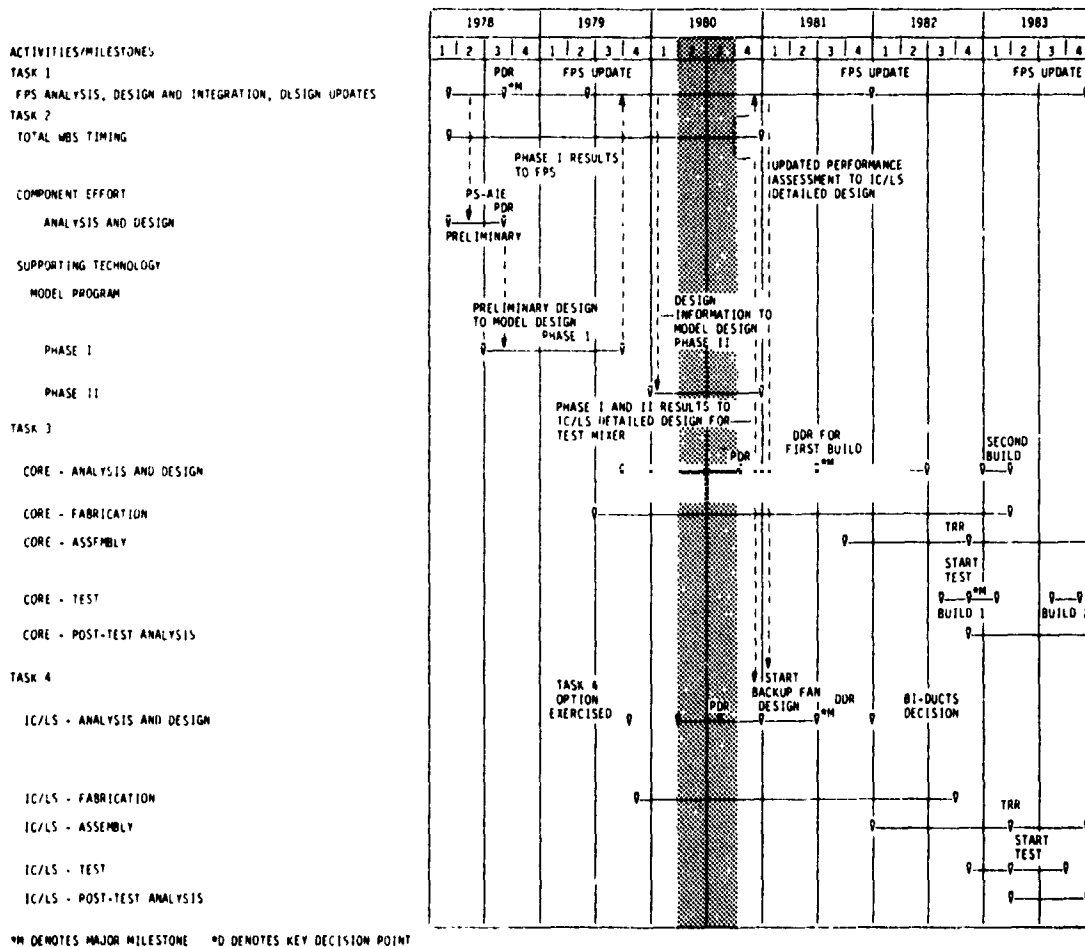 1978 1979 1980 1981 1982 1983
ACTIVITIES/MILESTONES 1 2 3 4 1 2 3 4 1 4 1 2 3 4 1 2 3 4 1 2 3 4
TASK 1 PDR FPS UPDATE FPS UPDATE FPS UPDATE
FPS ANALYSIS, DESIGN AND INTEGRATION, DESIGN UPDATES *M
TASK 2
TOTAL WBS TIMING
PHASE I RESULTS
TO FPS
UPDATED PERFORMANCE
ASSESSMENT TO IC/LS
DETAILED DESIGN
COMPONENT EFFORT
PS-AIE
PDR
ANALYSIS AND DESIGN
PRELIMINARY
SUPPORTING TECHNOLOGY
MODEL PROGRAM
PRELIMINARY DESIGN
TO MODEL DESIGN
PHASE 1
DESIGN
INFORMATION TO
MODEL DESIGN
PHASE II
PHASE I
PHASE II
PHASE I AND II RESULTS TO
IC/LS DETAILED DESIGN FOR
TEST MIXER
TASK 3
DDR FOR
FIRST BUILD
SECOND
BUILD
CORE - ANALYSIS AND DESIGN PDR *M
CORE - FABRICATION
CORE - ASSEMBLY TRR
START
TEST
CORE - TEST *M
BUILD 1 BUILD 2
CORE - POST-TEST ANALYSIS
TASK 4
TASK 4
OPTION
EXERCISED
START
BACKUP FAN
DESIGN
IC/LS - ANALYSIS AND DESIGN PDR DDR *M
BI-DUCTS
DECISION
IC/LS - FABRICATION
IC/LS - ASSEMBLY TRR
START
TEST
IC/LS - TEST
IC/LS - POST-TEST ANALYSIS
*M DENOTES MAJOR MILESTONE *D DENOTES KEY DECISION POINT